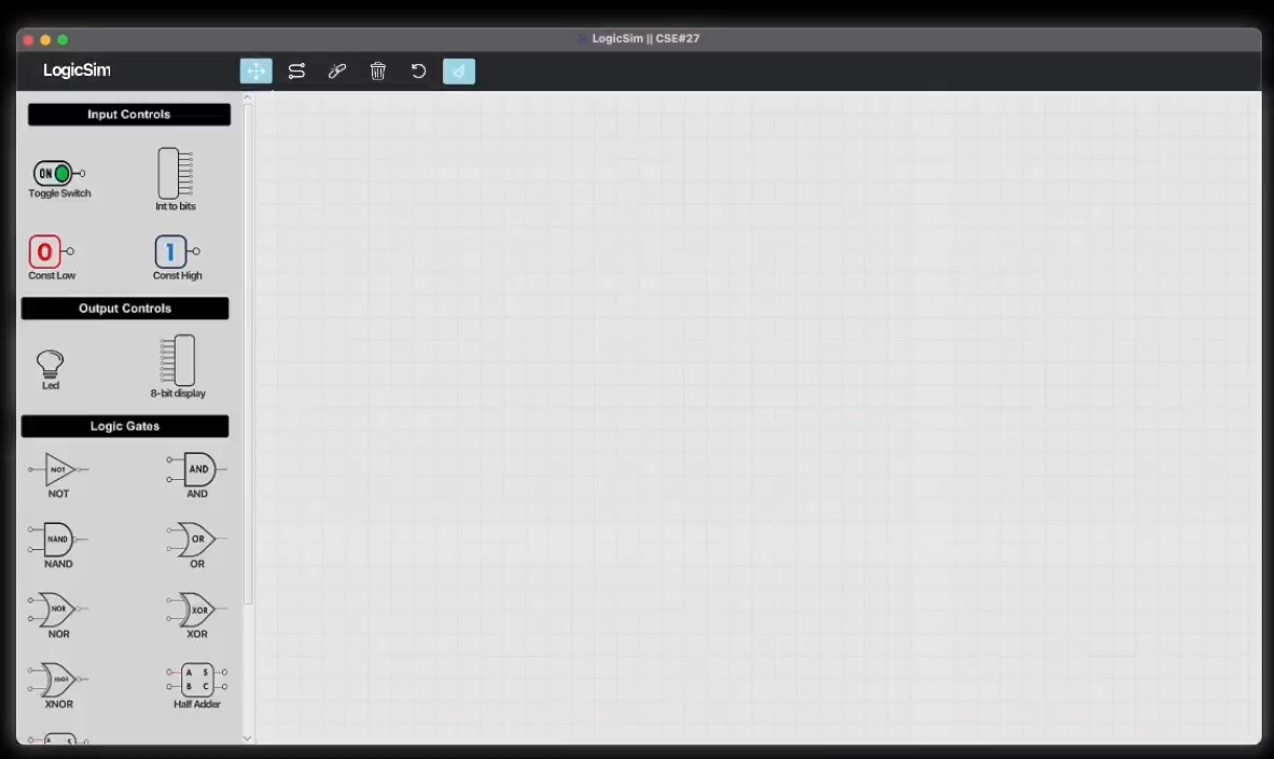 LogicSim || CSE#27
LogicSim
Input Controls
ON
Toggle Switch
Int to bits
0
1
Const Low
Const High
Output Controls
Led
8-bit display
Logic Gates
NOT
AND
NOT
AND
NAND
OR
NAND
OR
NOR
XOR
NOR
XOR
XNOR
A S
B C
XNOR
Half Adder
A S